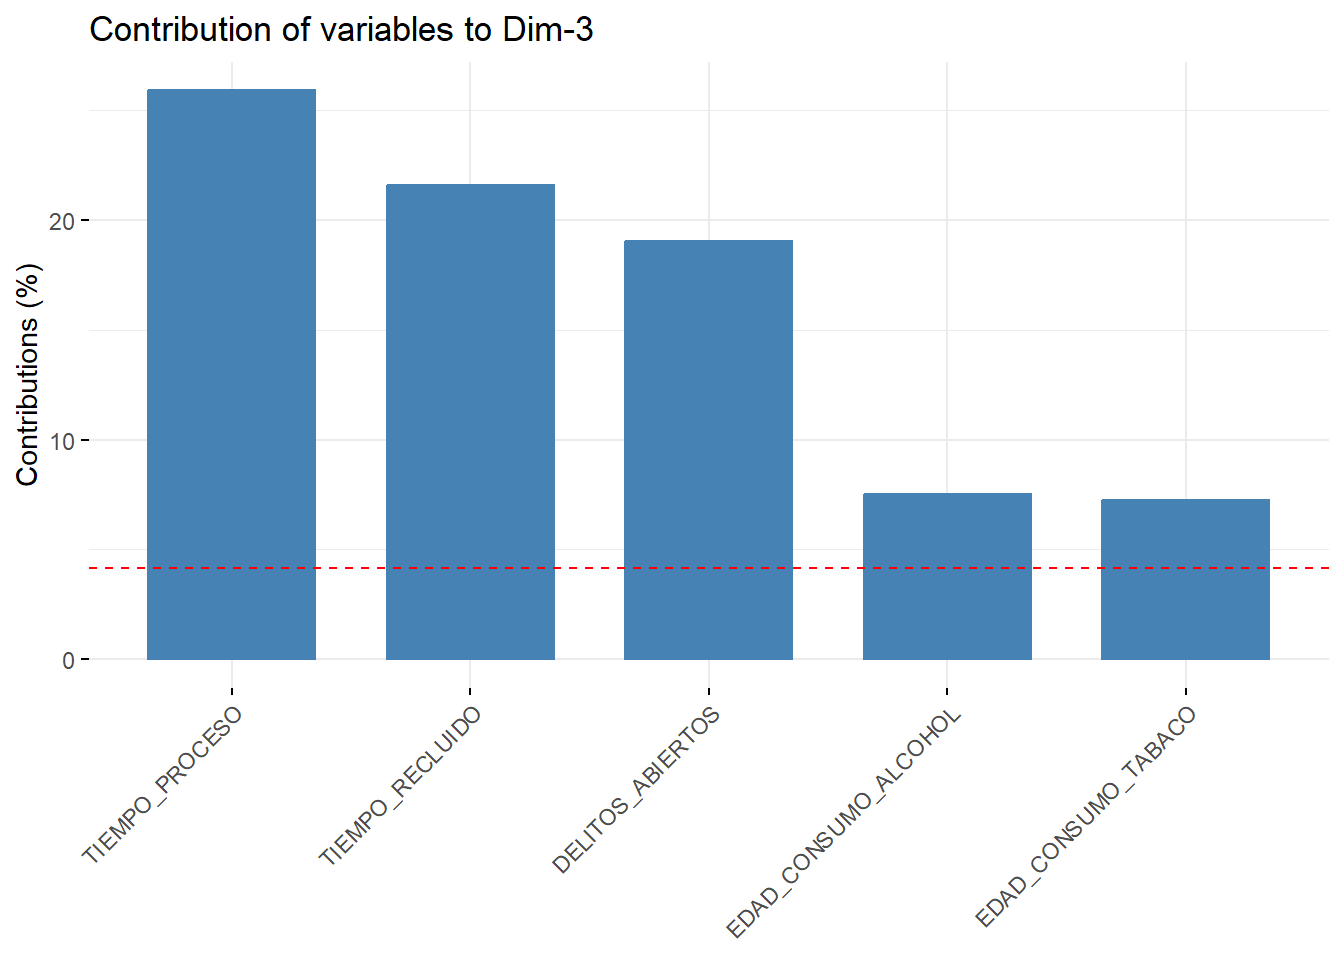 Contribution of variables to Dim-3
Contributions (%)
20
10
0
TIEMPO_PROCESO
TIEMPO_RECLUIDO
DELITOS_ABIERTOS
EDAD_CONSUMO_ALCOHOL
EDAD_CONSUMO_TABACO